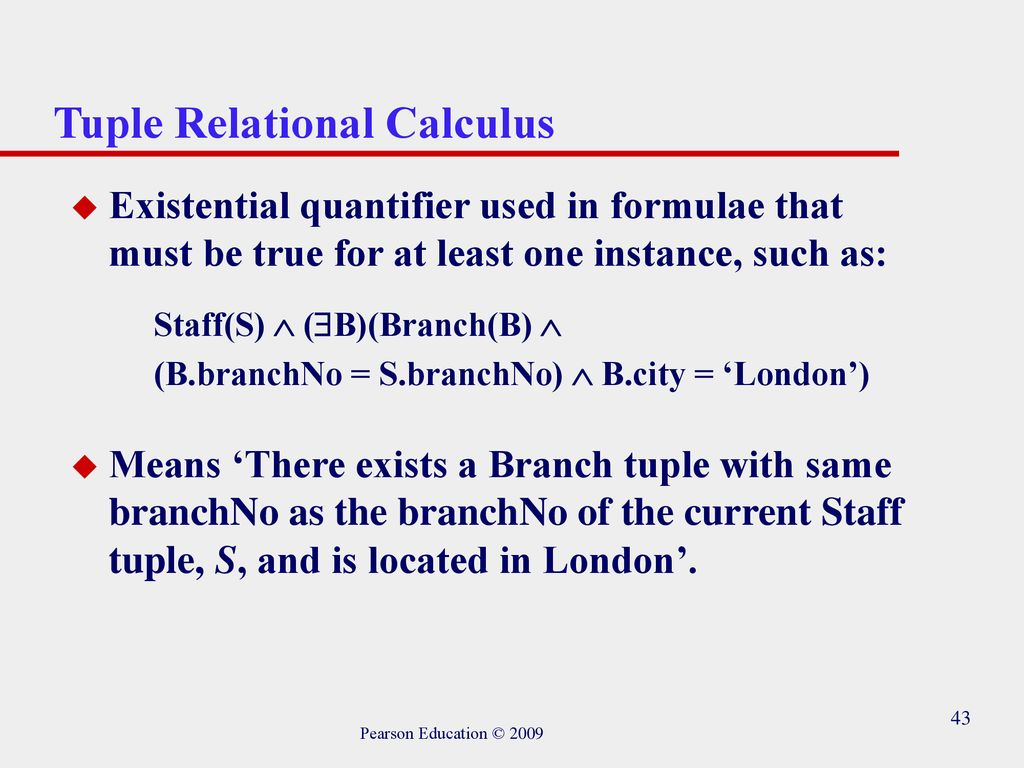 Tuple Relational Calculus
◆ Existential quantifier used in formulae that
must be true for at least one instance, such as:
Staff(S) ∧ (∃B)(Branch(B) ∧
(B.branchNo = S.branchNo) ∧ B.city = ‘London’)
◆ Means ‘There exists a Branch tuple with same
branchNo as the branchNo of the current Staff
tuple, S, and is located in London’.
43
Pearson Education © 2009